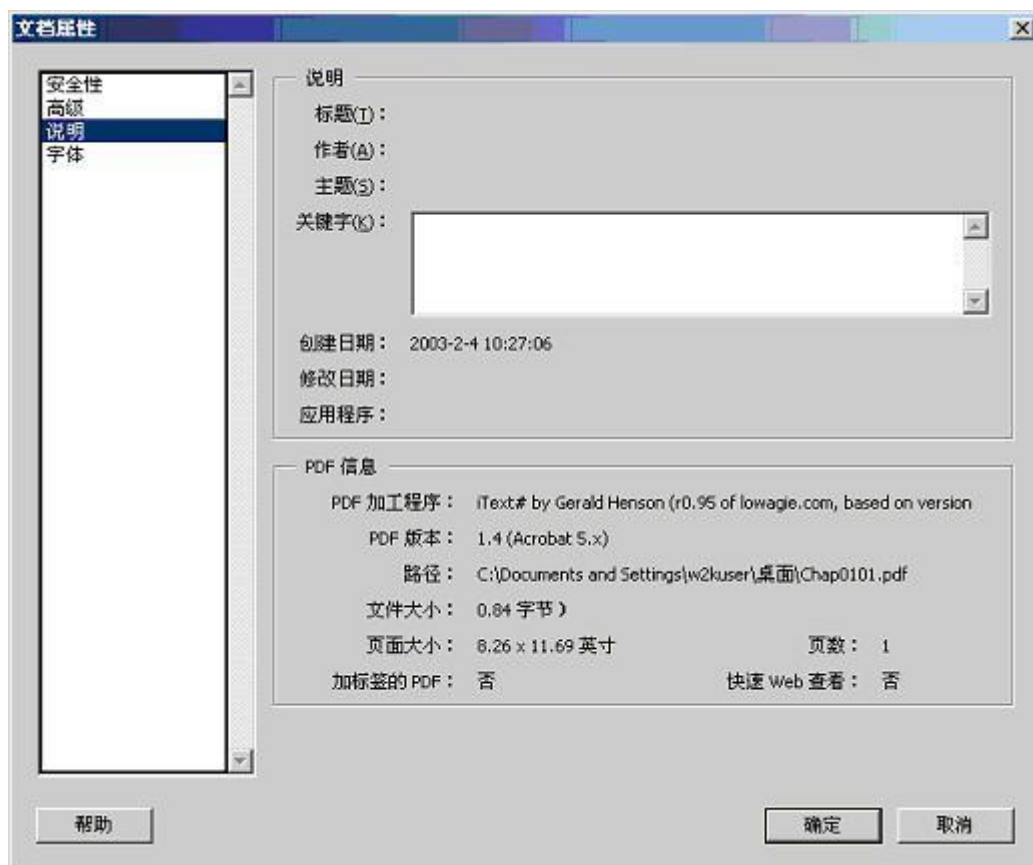 文档属性
安全性
高级
说明
字体
说明
标题(T)：
作者(A)：
主题(S)：
关键字(K)：
创建日期： 2003-2-4 10:27:06
修改日期：
应用程序：
PDF 信息
PDF 加工程序： iText# by Gerald Henson (r0.95 of lowagie.com, based on version
PDF 版本： 1.4 (Acrobat 5.x)
路径： C:\Documents and Settings\w2kuser\桌面\Chap0101.pdf
文件大小： 0.84 字节）
页面大小： 8.26 x 11.69 英寸 页数： 1
加标签的 PDF： 否 快速 Web 查看： 否
帮助 确定 取消